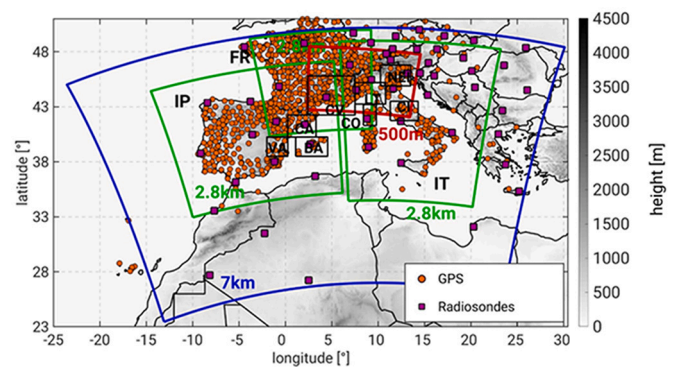 48
43
38
33
28
23
latitude [°]
-25 -20 -15 -10 -5 0 5 10 15 20 25 30
longitude [°]
FR
IP
NEI
LT
CI
CO
CA
VA
BA
IT
500m
2.8km
2.8km
7km
GPS
Radiosondes
4500
4000
3500
3000
2500
2000
1500
1000
500
0
height [m]